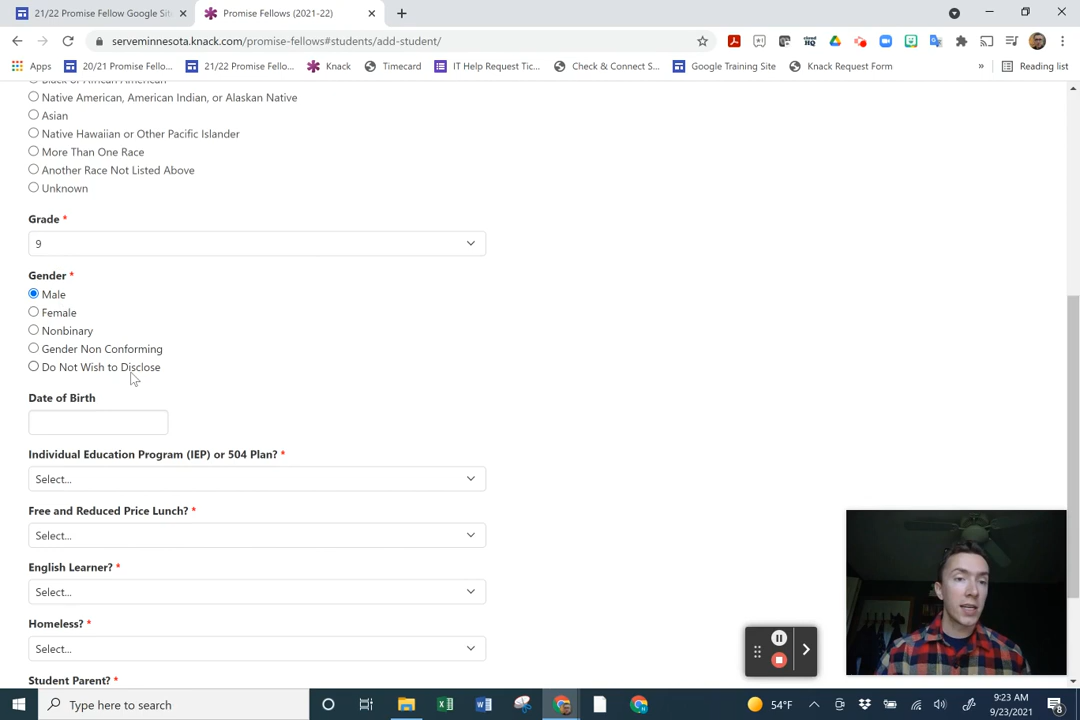 21/22 Promise Fellow Google Sit
Promise Fellows (2021-22)
serveminnesota.knack.com/promise-fellows#students/add-student/
Apps
20/21 Promise Fello...
21/22 Promise Fello...
Knack
Timecard
IT Help Request Tic...
Check & Connect S...
Google Training Site
Knack Request Form
»
Reading list
Black or African American
Native American, American Indian, or Alaskan Native
Asian
Native Hawaiian or Other Pacific Islander
More Than One Race
Another Race Not Listed Above
Unknown
Grade *
9
Gender *
Male
Female
Nonbinary
Gender Non Conforming
Do Not Wish to Disclose
Date of Birth
Individual Education Program (IEP) or 504 Plan? *
Select...
Free and Reduced Price Lunch? *
Select...
English Learner? *
Select...
Homeless? *
Select...
Student Parent? *
Type here to search
54°F
9:23 AM
9/23/2021
8